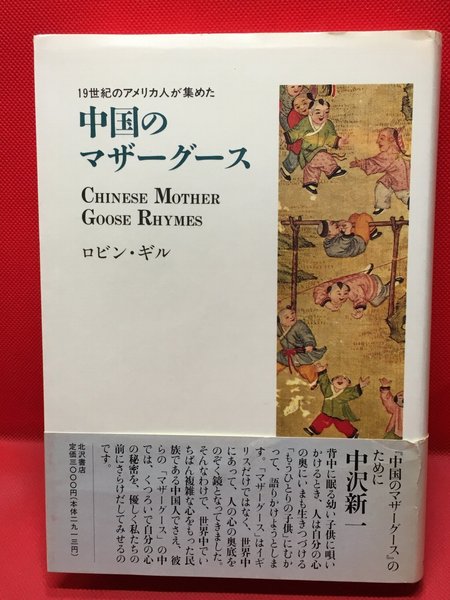 19世紀のアメリカ人が集めた
中国の
マザーグース
CHINESE MOTHER
GOOSE RHYMES
ロビン・ギル
『中国のマザーグース』の
ために
中沢新一
背中に眠る幼い子供に唄い
かけるとき、人は自分の心
の奥にいまも生きつづける
「もうひとりの子供」にむか
って、語りかけようとしま
す。「マザーグース」はイギ
リスだけではなく、世界中
にあって、人の心の奥底を
のぞく鏡となってきました。
そんなわけで、世界中でい
ちばん複雑な心をもった民
族である中国人でさえ、彼
らの「マザーグース」の中
では、くつろいで自分の心
の秘密を、優しく私たちの
前にさらけだしてみせるの
です。
北沢書店
定価三〇〇〇円(本体二九一三円)